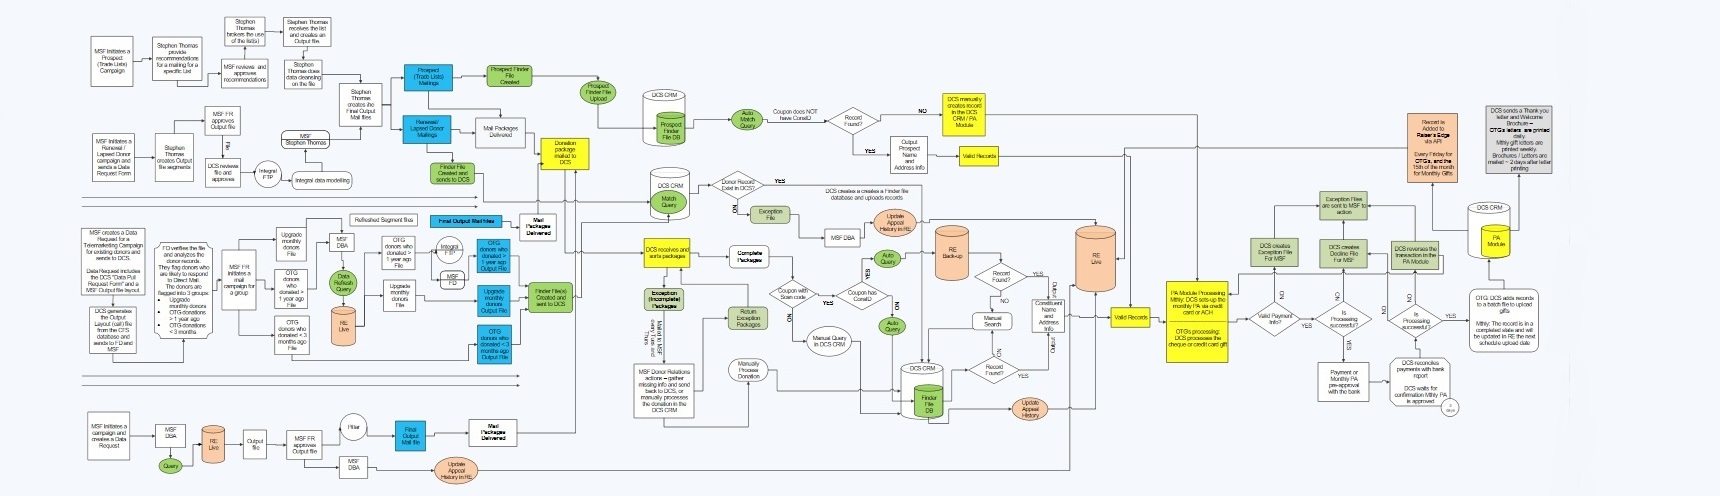 MSF Initiates a
Prospect
(Trade Lists)
Campaign
Stephen Thomas
provide
recommendations
for a mailing for a
specific List
Stephen
Thomas
brokers the use
of the list(s)
MSF reviews and
approves
recommendations
Stephen Thomas
receives the list
and creates an
Output file.
Stephen
Thomas does
data cleansing
on the file
Stephen
Thomas
creates the
Final Output
Mail files
Prospect
(Trade Lists)
Mailings
Prospect Finder
File
Created
Prospect
Finder File
Upload
Renewal/
Lapsed Donor
Mailings
Mail Packages
Delivered
Finder File
Created and
sends to DCS
Donation
package
mailed to
DCS
MSF Initiates a
Renewal /
Lapsed Donor
campaign and
sends a Data
Request Form
Stephen
Thomas
creates Output
file segments
MSF FR
approves
Output file
File
DCS reviews
file and
approves
Integral
FTP
MSF
Stephen Thomas
Integral data modelling
DCS CRM
Prospect
Finder
File DB
Auto
Match
Query
Coupon does NOT
have ConsID
Record
Found?
NO
YES
DCS manually
creates record
in the DCS
CRM / PA
Module
Output
Prospect
Name
and
Address Info
Valid Records
DCS CRM
Match
Query
Donor Record
Exist in DCS?
YES
NO
DCS creates a creates a Finder file
database and uploads records
Exception
File
MSF DBA
Update
Appeal
History in RE
MSF creates a Data
Request for a
Telemarketing Campaign
for existing donors and
sends to DCS.
Data Request includes
the DCS "Data Pull
Request Form" and a
MSF Output file layout.
DCS generates
the Output
Layout (call) file
from the OTS
database and
sends to FD and
MSF
FD verifies the file
and analyzes the
donor records.
They flag donors who
are likely to respond
to Direct Mail.
The donors are
flagged into 3 groups:
• Upgrade
monthly donors
• OTG donations
> 1 year ago
• OTG donations
< 3 months
MSF FR
initiates a
mail campaign
for a group
Upgrade
monthly
donors
File
OTG
donors who
donated >
1 year ago
File
OTG donors
who
donated < 3
months ago
File
MSF
DBA
Data
Refresh
Query
RE
Live
Refreshed Segment files
OTG
donors who
donated >
1 year ago
File
Upgrade
monthly
donors
File
Integral
FTP
MSF
FD
Final Output Mail files
Mail
Packages
Delivered
OTG
donors who
donated >
1 year ago
Output File
Upgrade
monthly
donors
Output File
OTG
donors who
donated < 3
months ago
Output File
Finder File(s)
Created and
sent to DCS
DCS receives and
sorts packages
Complete
Packages
Exception
(Incomplete)
Packages
Return
Exception
Packages
MSF Donor Relations
actions – gather
missing info and send
back to DCS, or
manually processes
the donation in the
DCS CRM
Coupon with
Scan code
YES
NO
Coupon has
ConsID
YES
NO
Auto
Query
Auto
Query
Manual Query
In DCS CRM
Manually
Process
Donation
DCS CRM
Finder
File
DB
RE
Back-up
Record
Found?
YES
NO
Manual
Search
NO
Record
Found?
YES
Output
Constituent
Name
and
Address
Info
Output
Update
Appeal
History
RE
Live
Valid Records
PA Module Processing
Mthly: DCS sets-up the
monthly PA via credit
card or ACH
OTG's processing:
DCS processes the
cheque or credit card gift
Valid Payment
Info?
NO
YES
DCS creates
Exception File
For MSF
Exception Files
are sent to MSF to
action
DCS creates
Decline File
For MSF
DCS reverses the
transaction in the
PA Module
Is
Processing
successful?
NO
YES
Payment or
Monthly PA
pre-approval
with the bank
DCS reconciles
payments with bank
report
DCS waits for
confirmation Mthly PA
is approved
days
Is
Processing
successful?
NO
YES
OTG: DCS adds records
to a batch file of weekly
gifts
Mthly: The record is in a
completed state and will
be updated in RE the next
schedule upload date
DCS CRM
PA
Module
Record is
Added to
Raiser's Edge
via API
Every Friday for
OTG's, and the
15th of the month
for Monthly Gifts
DCS sends a Thank you
letter and Welcome
Brochure –
OTG's letters are printed
daily.
Mthly gift letters are
printed weekly.
Brochures / Letters are
mailed ~ 2 days after letter
printing
MSF Initiates a
campaign and
creates a Data
Request
MSF
DBA
Query
RE
Live
Output
file
MSF FR
approves
Output file
Pillar
MSF
DBA
Final
Output
Mail file
Mail
Packages
Delivered
Update
Appeal
History in RE